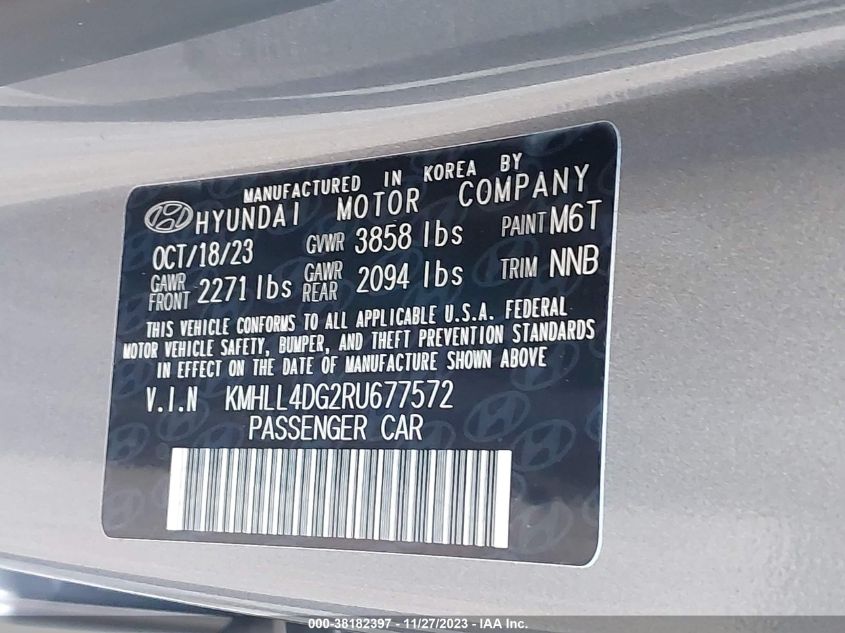 MANUFACTURED IN KOREA BY
HYUNDAI MOTOR COMPANY
OCT/18/23 GVWR 3858 lbs PAINT M6T
GAWR FRONT 2271 lbs GAWR REAR 2094 lbs TRIM NNB
THIS VEHICLE CONFORMS TO ALL APPLICABLE U.S.A. FEDERAL
MOTOR VEHICLE SAFETY, BUMPER, AND THEFT PREVENTION STANDARDS
IN EFFECT ON THE DATE OF MANUFACTURE SHOWN ABOVE
V.I.N KMHLL4DG2RU677572
PASSENGER CAR
000-38182397 - 11/27/2023 - IAA Inc.